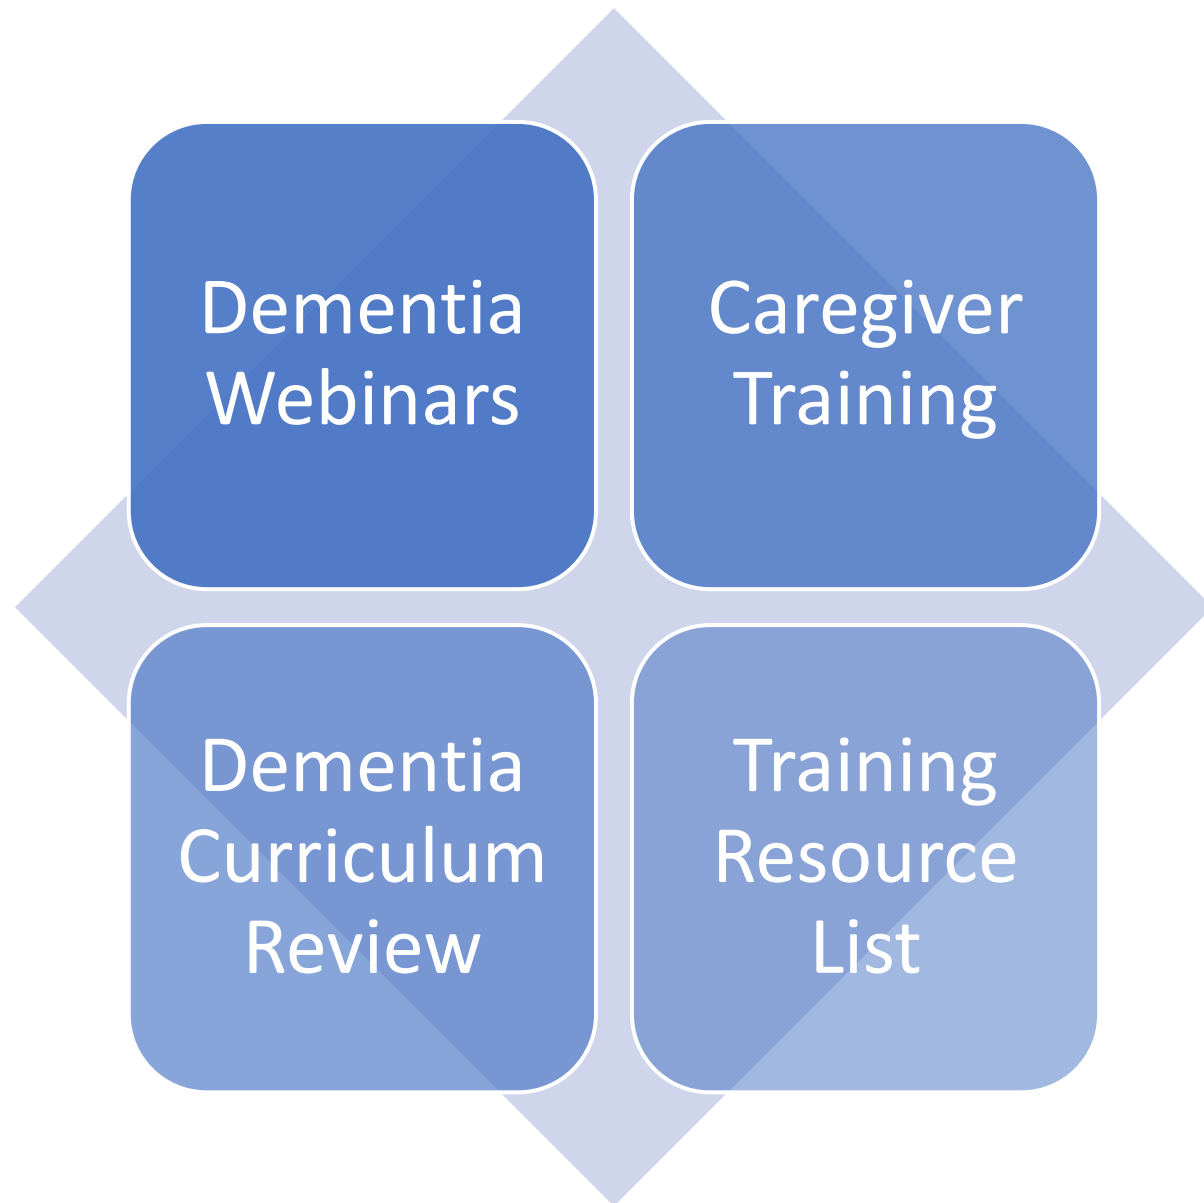 Dementia
Webinars
Caregiver
Training
Dementia
Curriculum
Review
Training
Resource
List